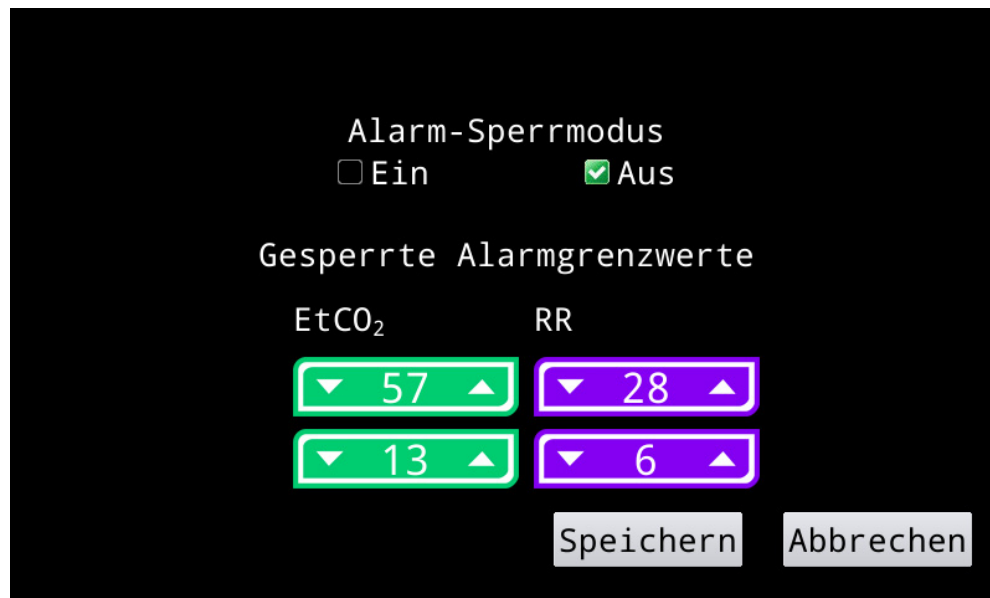 Alarm-Sperrmodus
Ein Aus
Gesperrte Alarmgrenzwerte
EtCO₂ RR
57 28
13 6
Speichern Abbrechen